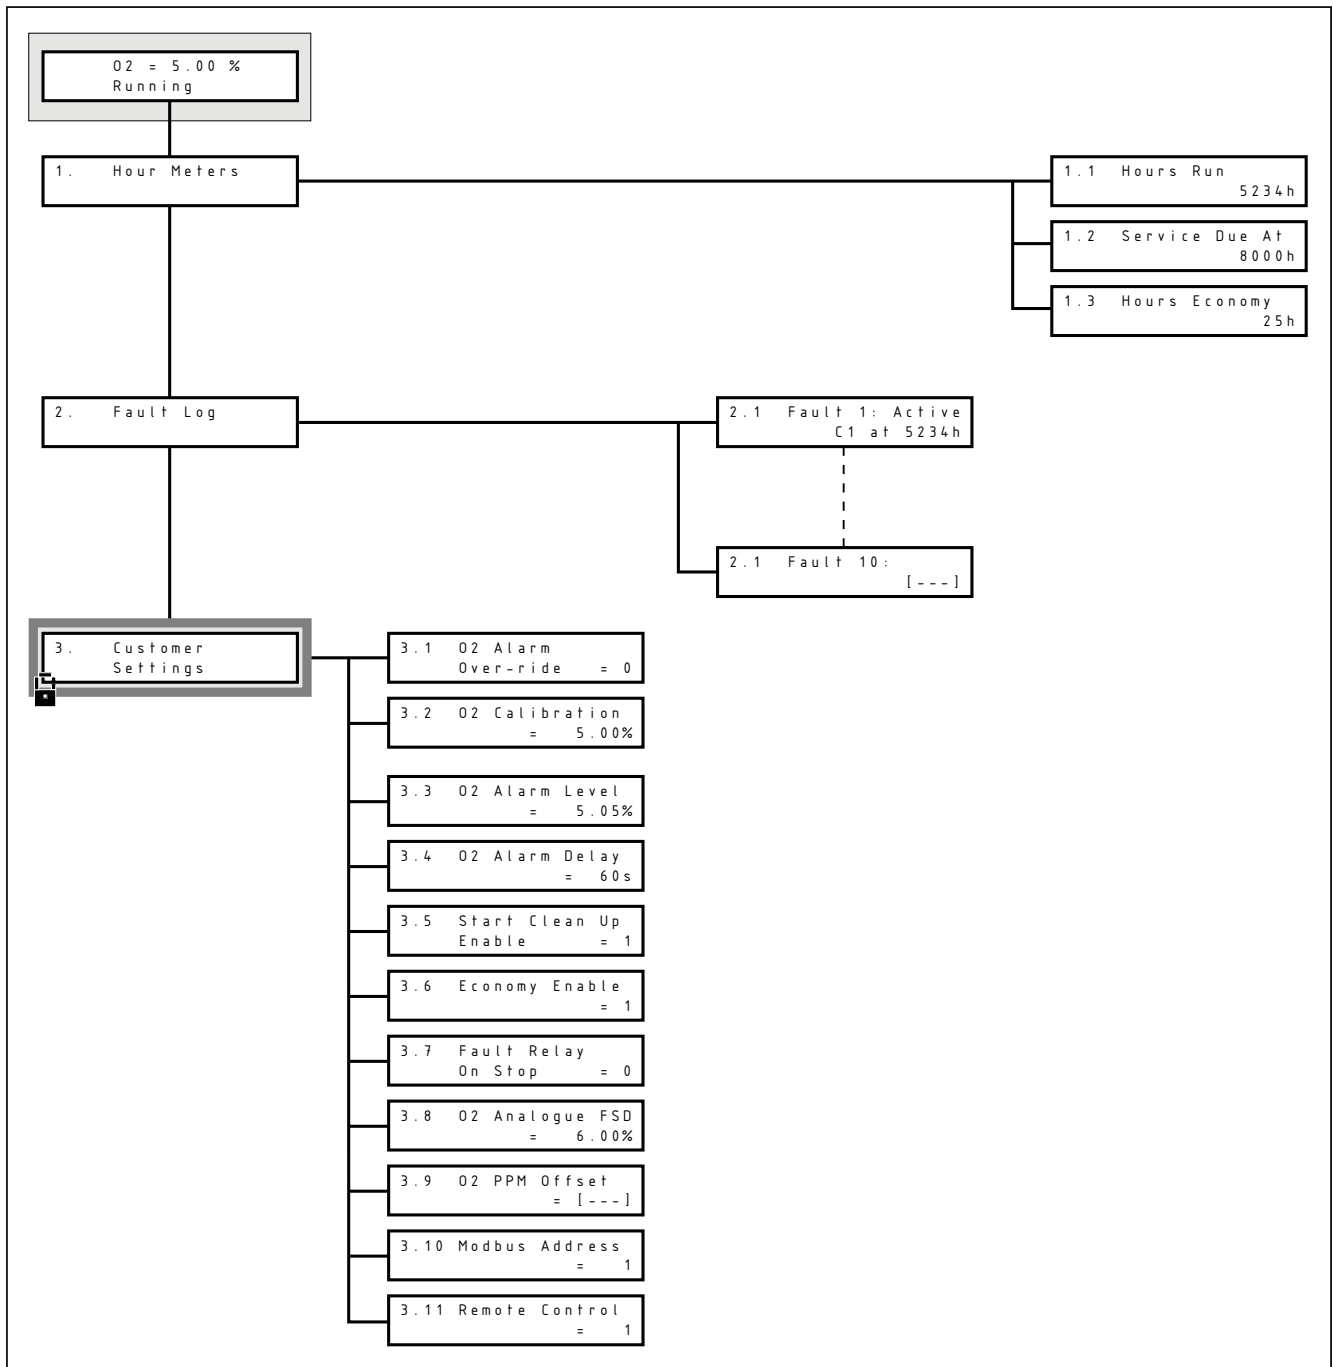 O2 = 5.00 %
Running
1. Hour Meters
1.1 Hours Run
5234h
1.2 Service Due At
8000h
1.3 Hours Economy
25h
2. Fault Log
2.1 Fault 1: Active
C1 at 5234h
2.1 Fault 10:
[---]
3. Customer
Settings
3.1 O2 Alarm
Over-ride = 0
3.2 O2 Calibration
= 5.00%
3.3 O2 Alarm Level
= 5.05%
3.4 O2 Alarm Delay
= 60s
3.5 Start Clean Up
Enable = 1
3.6 Economy Enable
= 1
3.7 Fault Relay
On Stop = 0
3.8 O2 Analogue FSD
= 6.00%
3.9 O2 PPM Offset
= [---]
3.10 Modbus Address
= 1
3.11 Remote Control
= 1